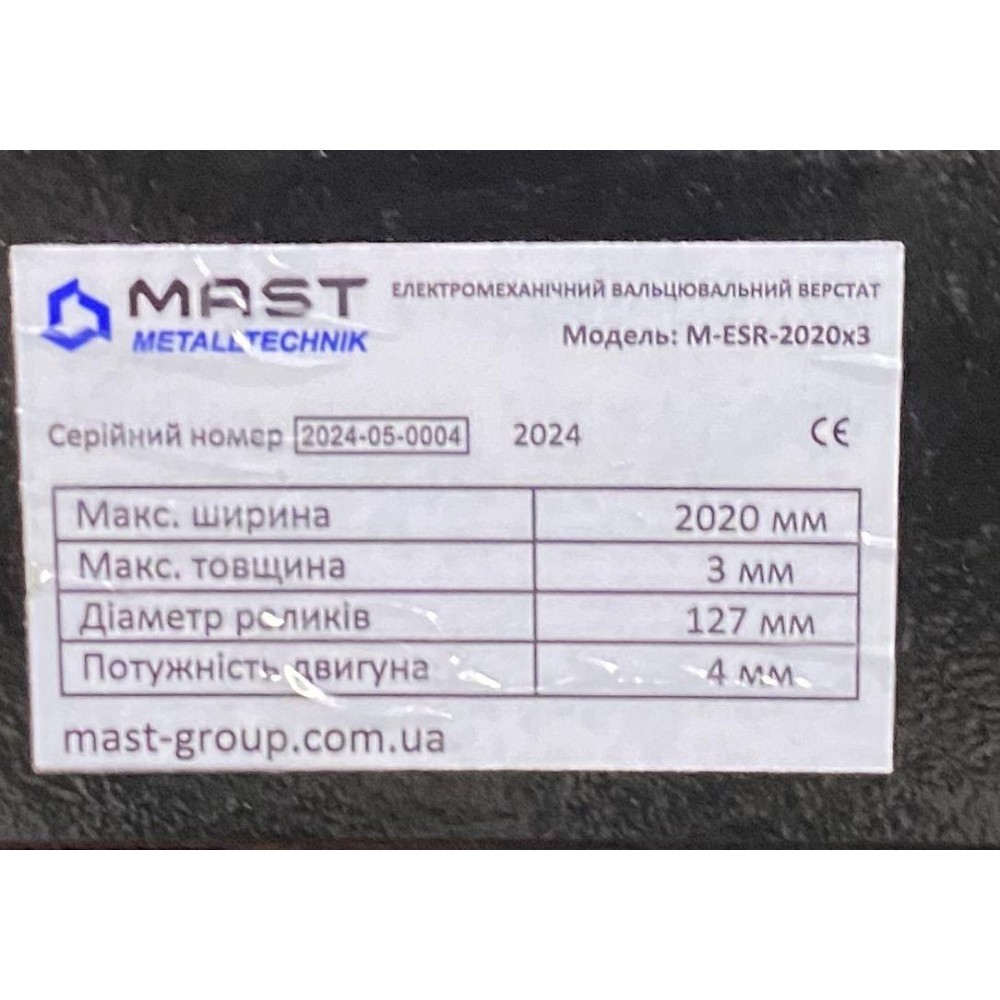 MAST
METALLTECHNIK
ЕЛЕКТРОМЕХАНІЧНИЙ ВАЛЬЦЮВАЛЬНИЙ ВЕРСТАТ
Модель: M-ESR-2020x3
Серійний номер 2024-05-0004 2024 CE
Макс. ширина 2020 мм
Макс. товщина 3 мм
Діаметр роликів 127 мм
Потужність двигуна 4 мм
mast-group.com.ua